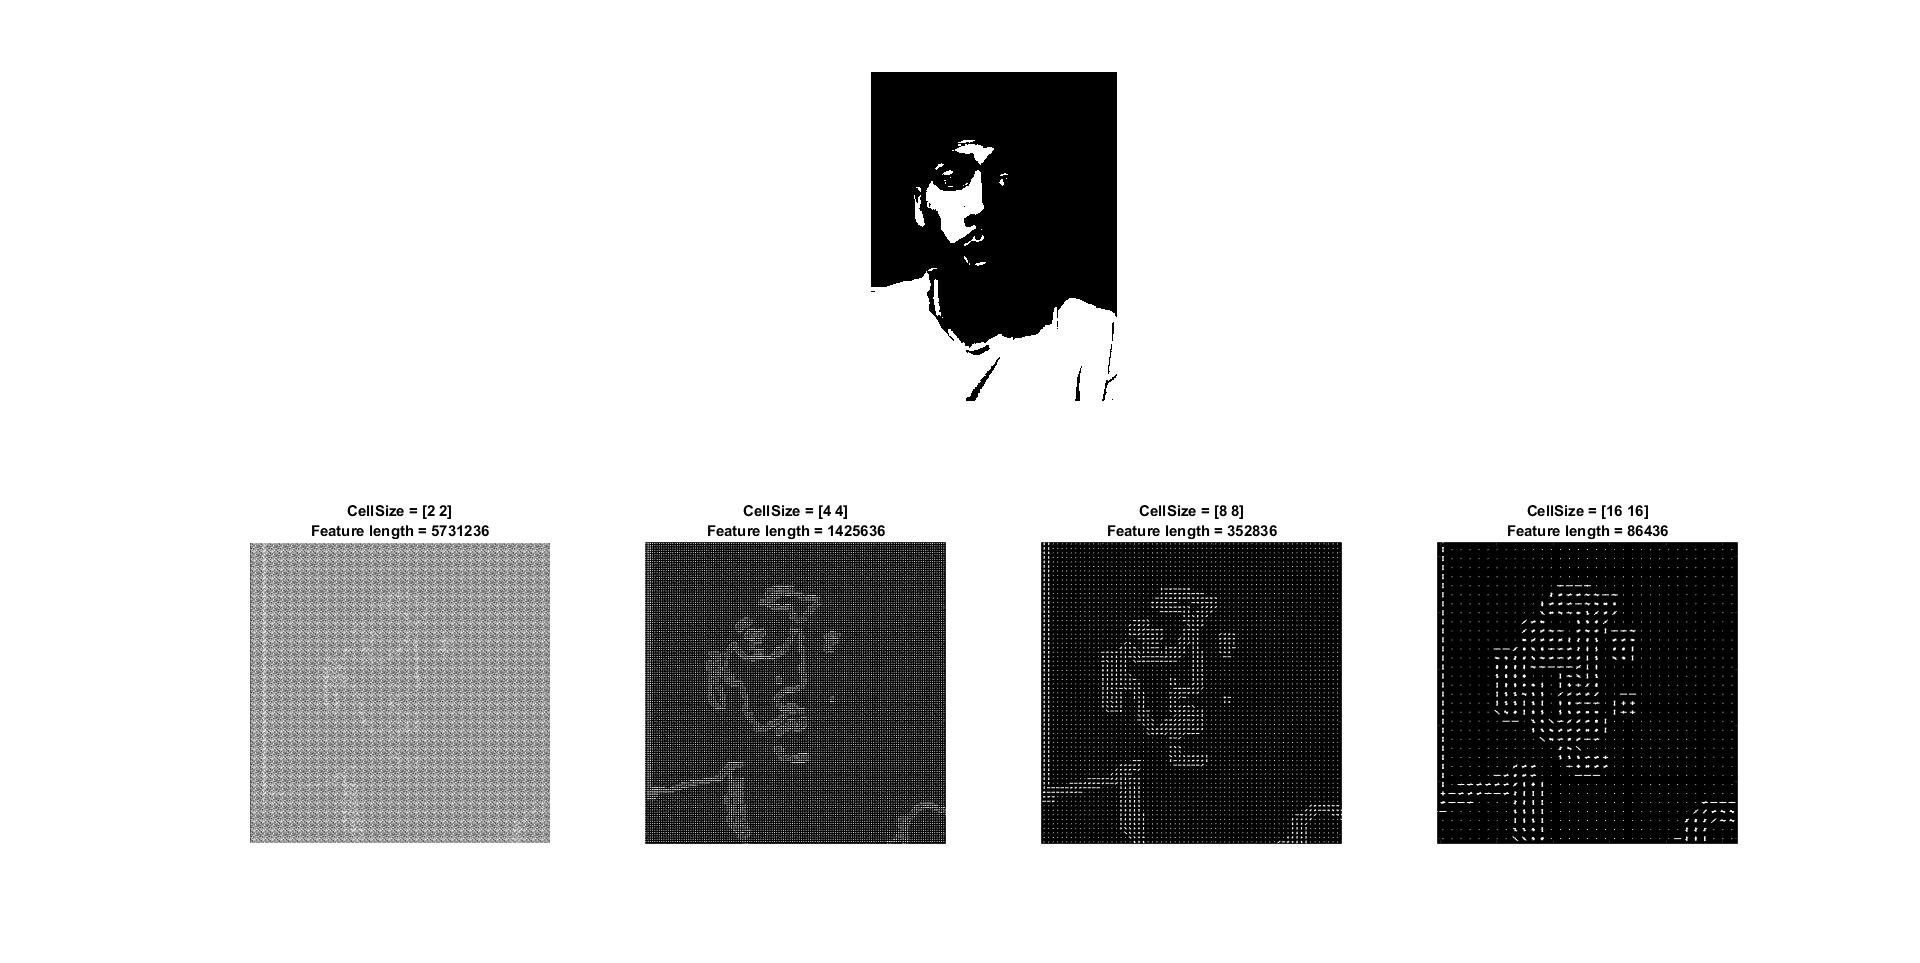 CellSize = [2 2]
Feature length = 5731236
CellSize = [4 4]
Feature length = 1425636
CellSize = [8 8]
Feature length = 352836
CellSize = [16 16]
Feature length = 86436